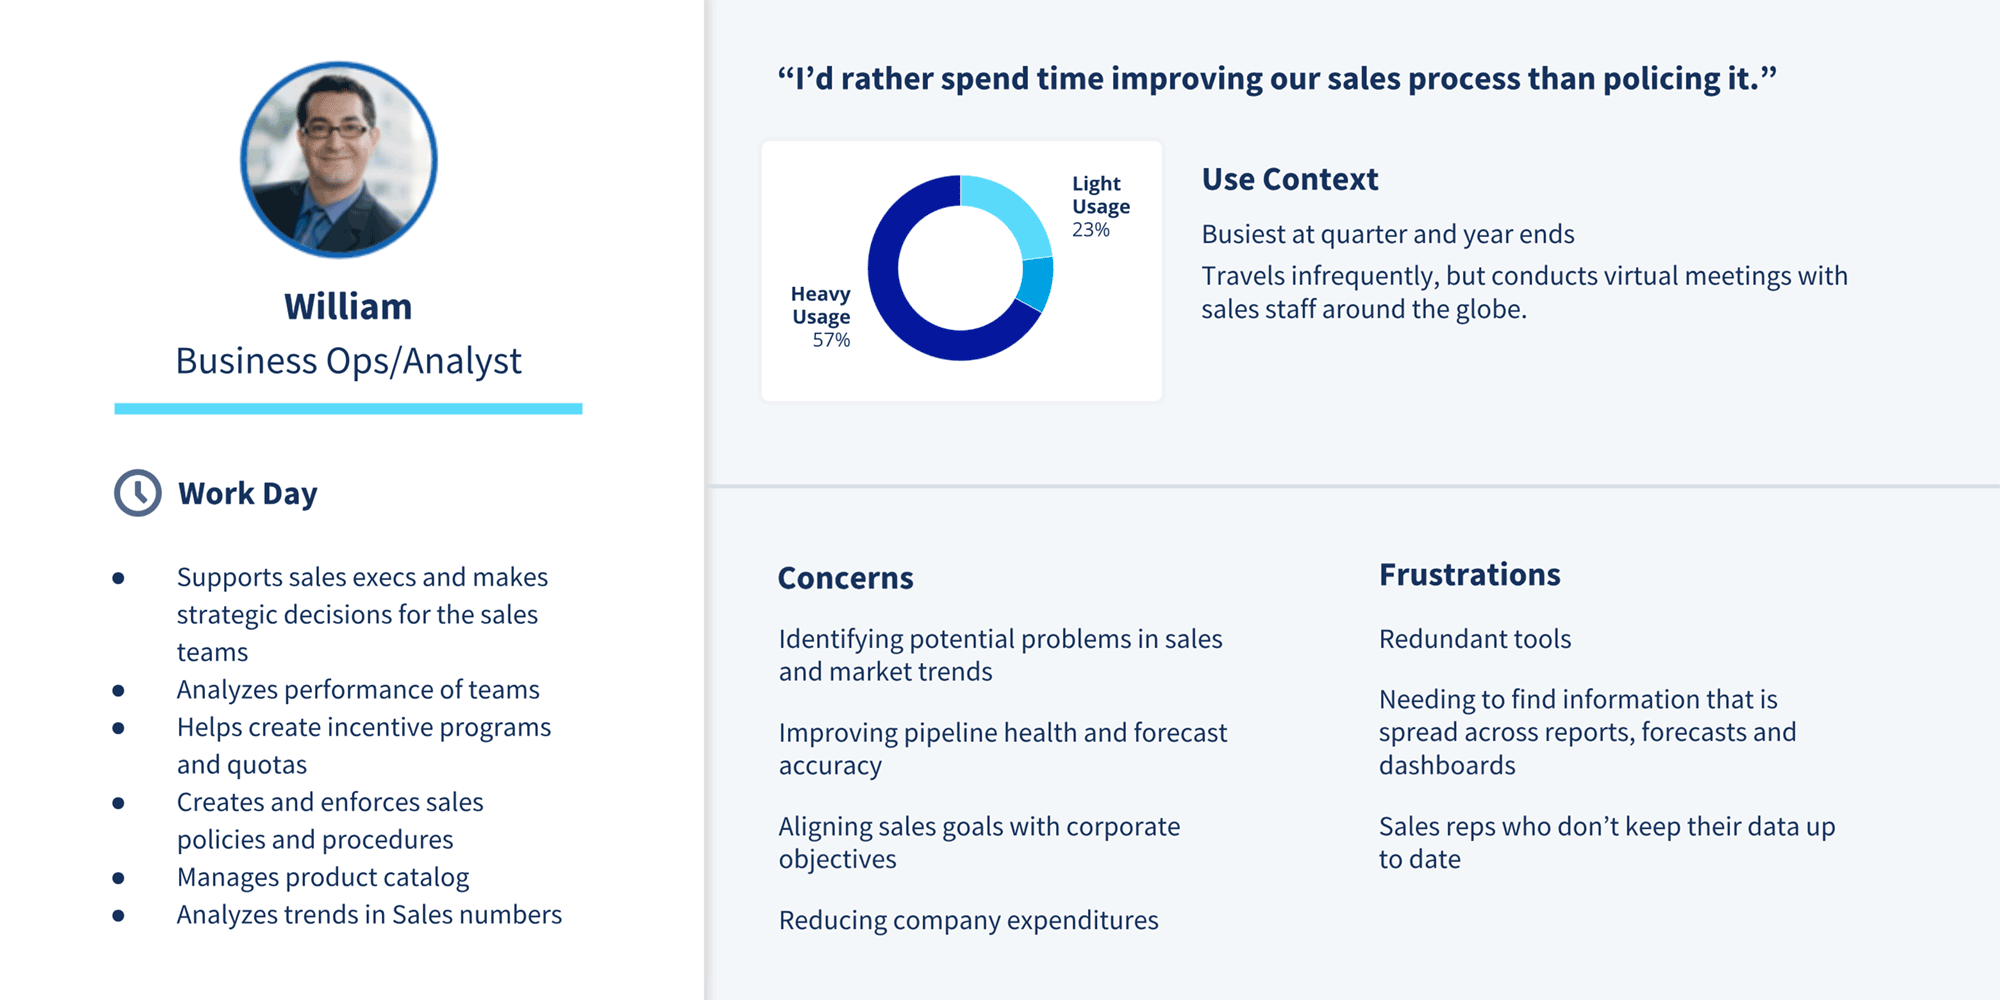 William
Business Ops/Analyst
Work Day
● Supports sales execs and makes
strategic decisions for the sales
teams
● Analyzes performance of teams
● Helps create incentive programs
and quotas
● Creates and enforces sales
policies and procedures
● Manages product catalog
● Analyzes trends in Sales numbers
“I’d rather spend time improving our sales process than policing it.”
Light
Usage
23%
Heavy
Usage
57%
Use Context
Busiest at quarter and year ends
Travels infrequently, but conducts virtual meetings with
sales staff around the globe.
Concerns
Identifying potential problems in sales
and market trends
Improving pipeline health and forecast
accuracy
Aligning sales goals with corporate
objectives
Reducing company expenditures
Frustrations
Redundant tools
Needing to find information that is
spread across reports, forecasts and
dashboards
Sales reps who don’t keep their data up
to date